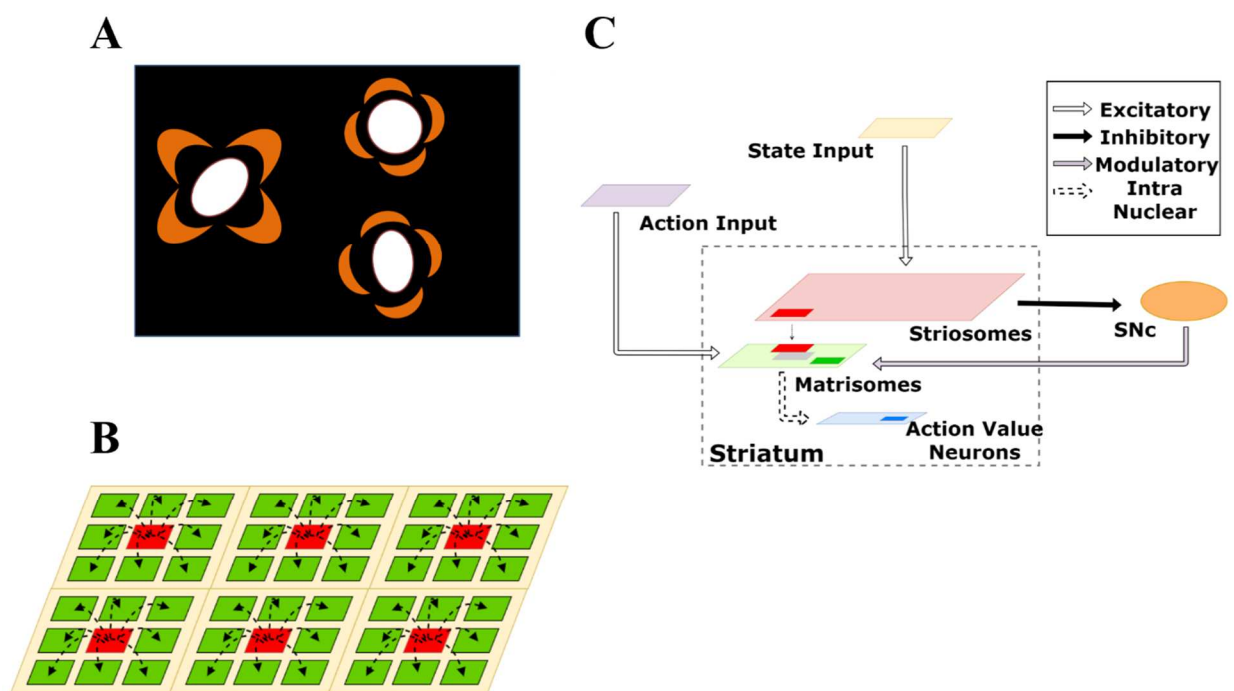 A
B
C
State Input
Action Input
Excitatory
Inhibitory
Modulatory
Intra
Nuclear
Striosomes
SNc
Matrisomes
Action Value
Neurons
Striatum